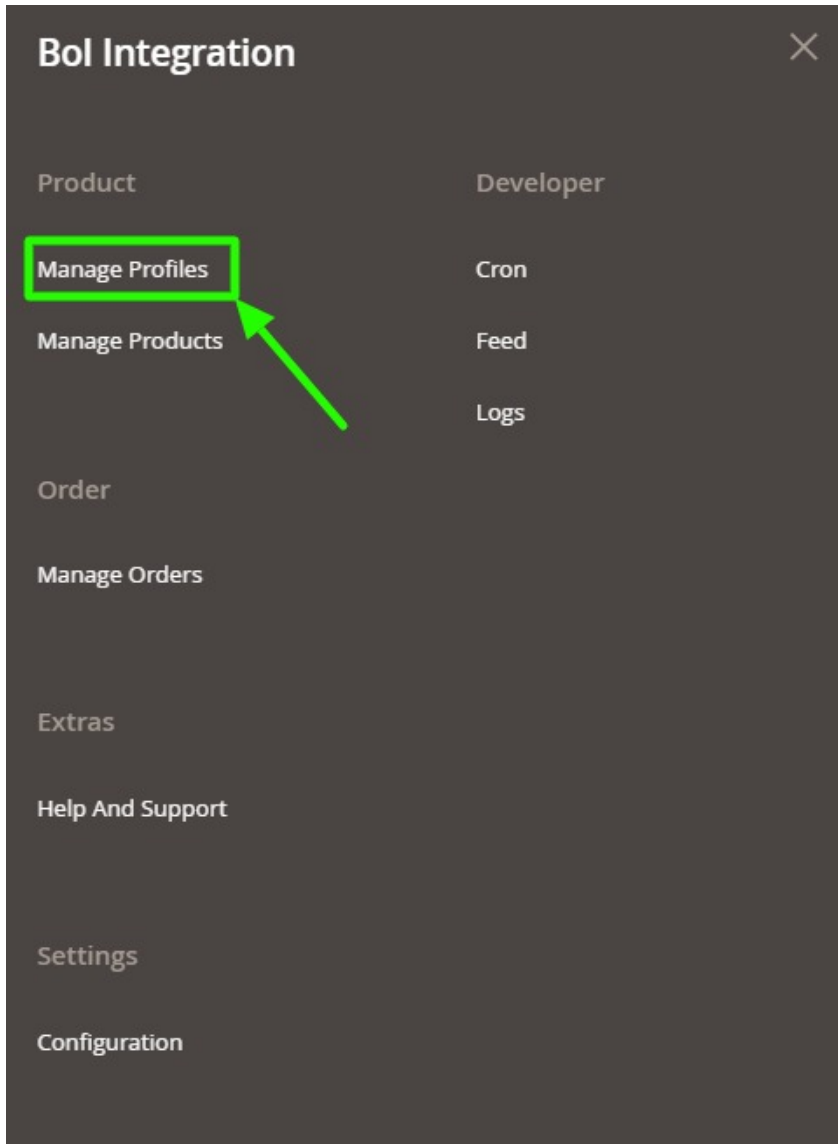 Bol Integration
Product
Manage Profiles
Manage Products
Developer
Cron
Feed
Logs
Order
Manage Orders
Extras
Help And Support
Settings
Configuration